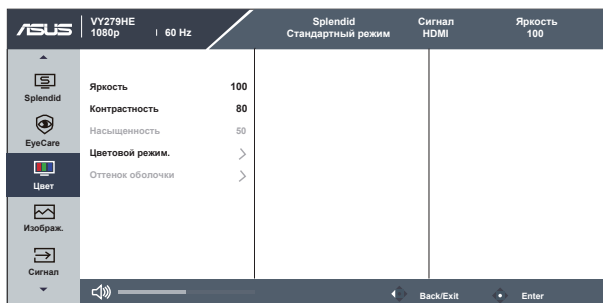 ASUS
VY279HE
1080p | 60 Hz
Splendid
Стандартный режим
Сигнал
HDMI
Яркость
100
Splendid
EyeCare
Цвет
Изображ.
Сигнал
Яркость 100
Контрастность 80
Насыщенность 50
Цветовой режим.
Оттенок оболочки
Back/Exit
Enter